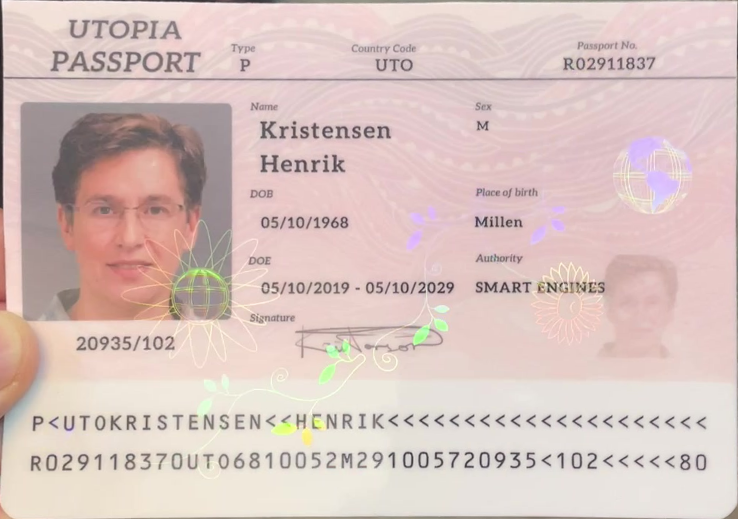 UTOPIA
PASSPORT
Type
P
Country Code
UTO
Passport No.
R02911837
Name
Kristensen
Henrik
Sex
M
DOB
05/10/1968
Place of birth
Millen
DOE
05/10/2019 - 05/10/2029
Authority
SMART ENGINES
Signature
20935/102
P<UTOKRISTENSEN<<HENRIK<<<<<<<<<<<<<<<<<<<<<
R029118370UTO6810052M291005720935<102<<<<<80